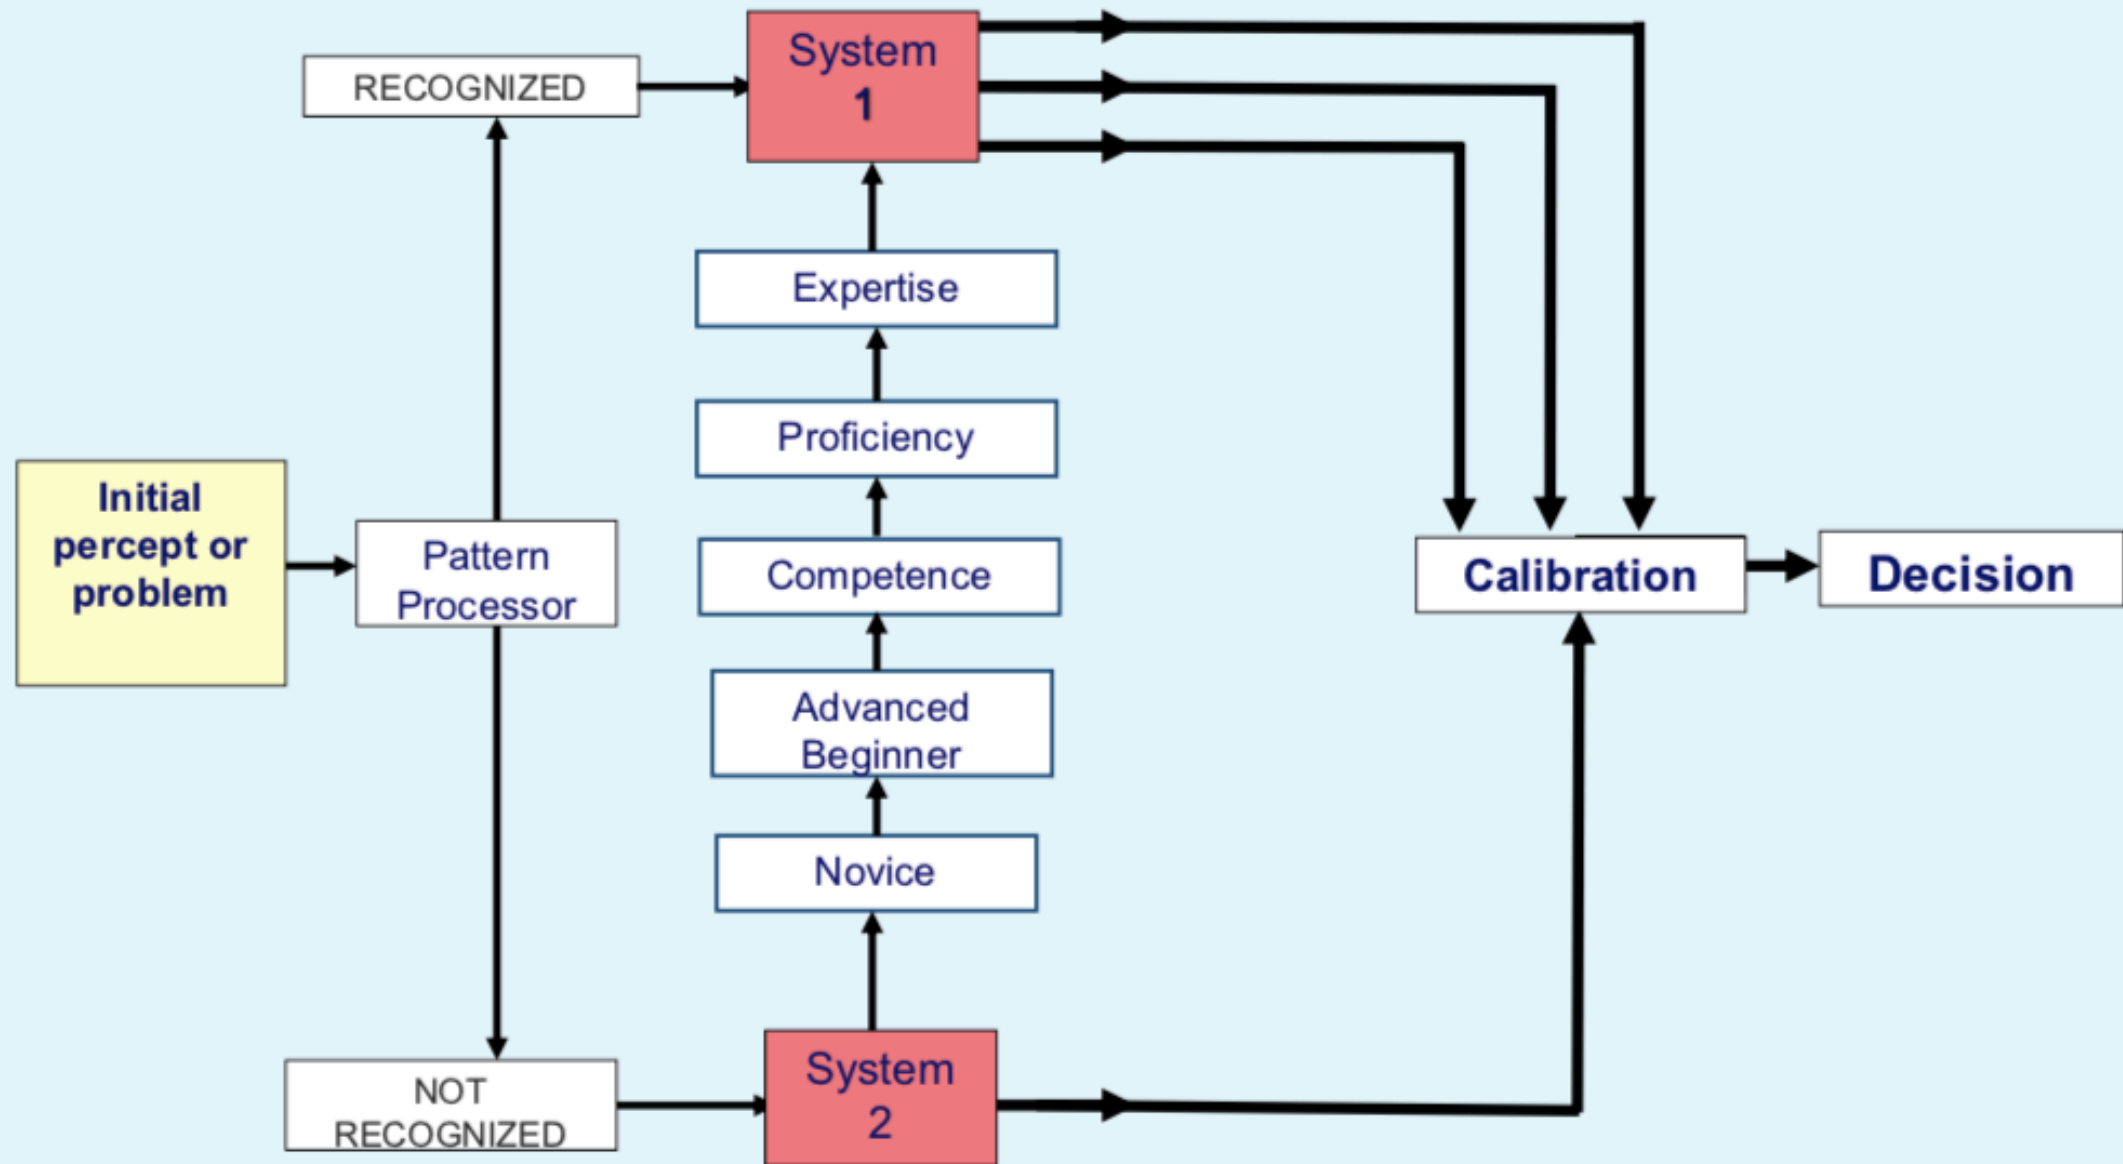 System
1
RECOGNIZED
Expertise
Proficiency
Initial
percept or
problem
Pattern
Processor
Competence
Calibration
Decision
Advanced
Beginner
Novice
System
2
NOT
RECOGNIZED